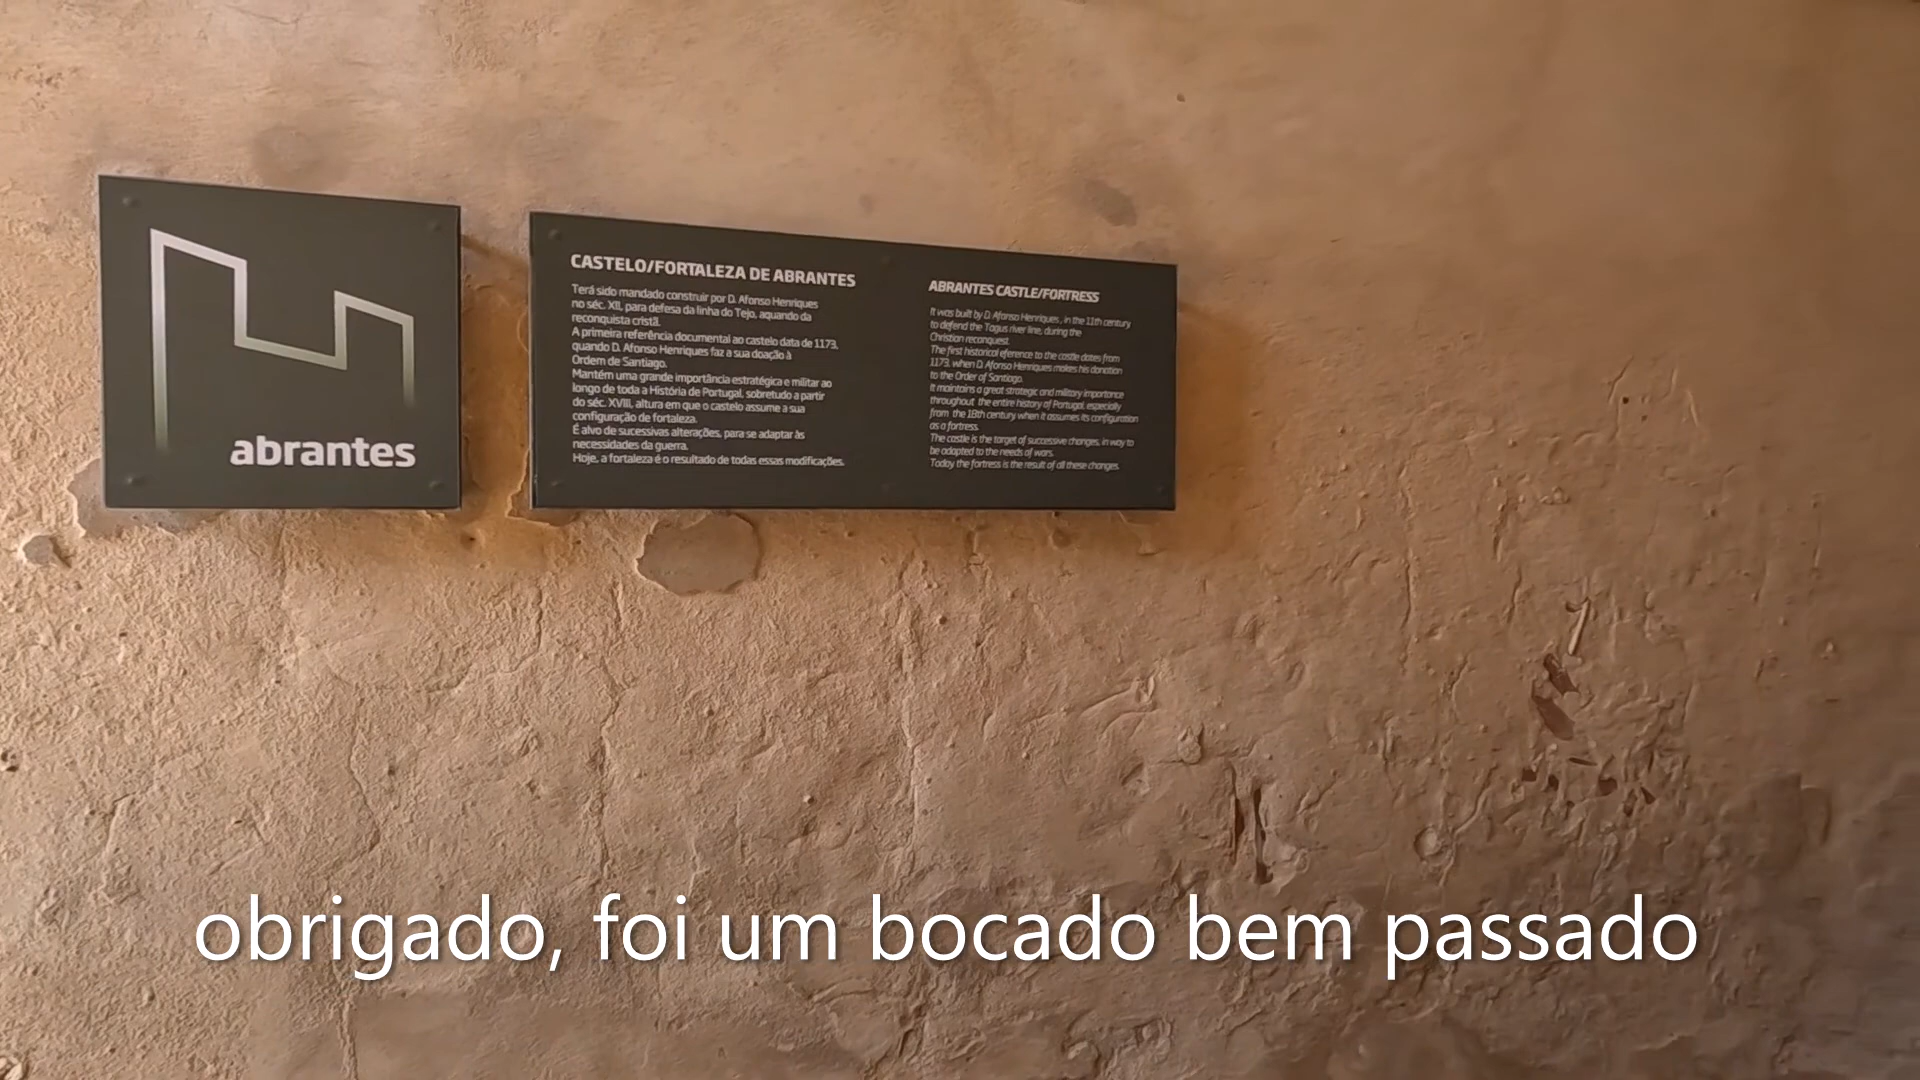 abrantes
CASTELO/FORTALEZA DE ABRANTES
Terá sido mandado construir por D. Afonso Henriques
no séc. XII, para defesa da linha do Tejo, aquando da
reconquista cristã.
A primeira referência documental ao castelo data de 1173,
quando D. Afonso Henriques faz a sua doação à
Ordem de Santiago.
Mantém uma grande importância estratégica e militar ao
longo de toda a História de Portugal, sobretudo a partir
do séc. XVIII, altura em que o castelo assume a sua
configuração de fortaleza.
É alvo de sucessivas alterações, para se adaptar às
necessidades da guerra.
Hoje, a fortaleza é o resultado de todas essas modificações.
ABRANTES CASTLE/FORTRESS
It was built by D. Afonso Henriques, in the 11th century
to defend the Tagus river line, during the
Christian reconquest.
The first historical eference to the castle dates from
1173, when D. Afonso Henriques makes his donation
to the Order of Santiago.
It maintains a great strategic and military importance
throughout the entire history of Portugal, especially
from the 18th century when it assumes its configuration
as a fortress.
The castle is the target of successive changes, in way to
be adapted to the needs of wars.
Today the fortress is the result of all these changes.
obrigado, foi um bocado bem passado